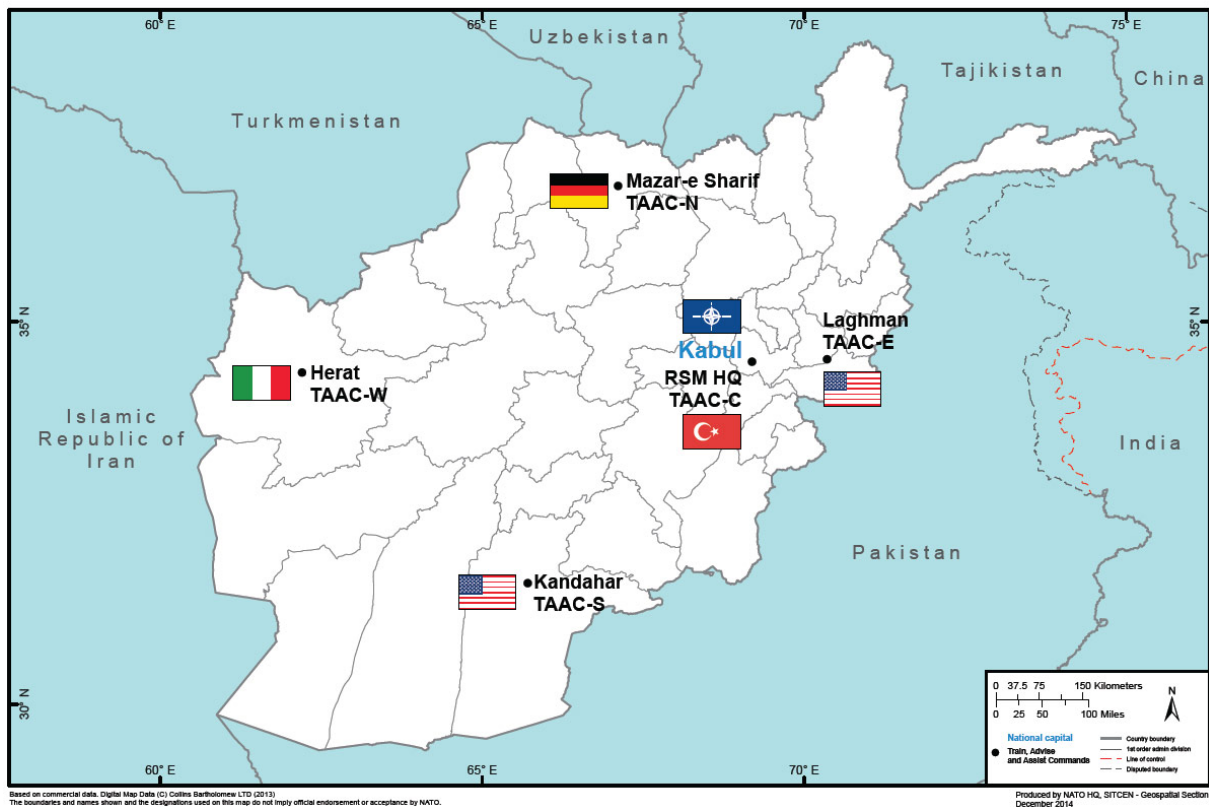 60° E
65° E
70° E
75° E
Uzbekistan
Tajikistan
China
Turkmenistan
Mazar-e Sharif
TAAC-N
35° N
35° N
Laghman
TAAC-E
Kabul
RSM HQ
TAAC-C
Herat
TAAC-W
Islamic
Republic of
Iran
India
Pakistan
Kandahar
TAAC-S
30° N
0 37.5 75 150 Kilometers
0 25 50 100 Miles
N
National capital
Train, Advise
and Assist Commands
Country boundary
1st order admin division
Line of control
Disputed boundary
60° E
65° E
70° E
Based on commercial data. Digital Map Data (C) Collins Bartholomew LTD (2013)
The boundaries and names shown and the designations used on this map do not imply official endorsement or acceptance by NATO.
Produced by NATO HQ, SITCEN - Geospatial Section
December 2014